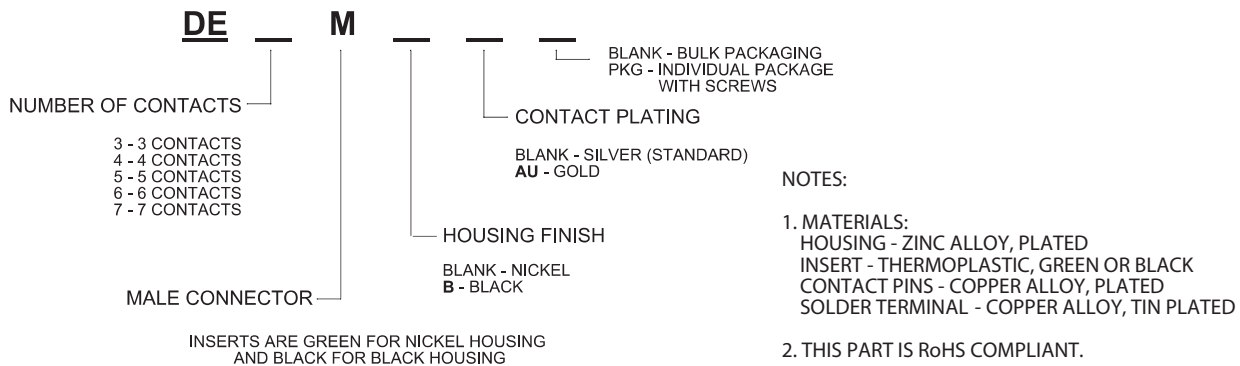 DE _ M _ _ _
BLANK - BULK PACKAGING
PKG - INDIVIDUAL PACKAGE
WITH SCREWS
NUMBER OF CONTACTS
3 - 3 CONTACTS
4 - 4 CONTACTS
5 - 5 CONTACTS
6 - 6 CONTACTS
7 - 7 CONTACTS
CONTACT PLATING
BLANK - SILVER (STANDARD)
AU - GOLD
HOUSING FINISH
BLANK - NICKEL
B - BLACK
MALE CONNECTOR
INSERTS ARE GREEN FOR NICKEL HOUSING
AND BLACK FOR BLACK HOUSING
NOTES:
1. MATERIALS:
HOUSING - ZINC ALLOY, PLATED
INSERT - THERMOPLASTIC, GREEN OR BLACK
CONTACT PINS - COPPER ALLOY, PLATED
SOLDER TERMINAL - COPPER ALLOY, TIN PLATED
2. THIS PART IS RoHS COMPLIANT.